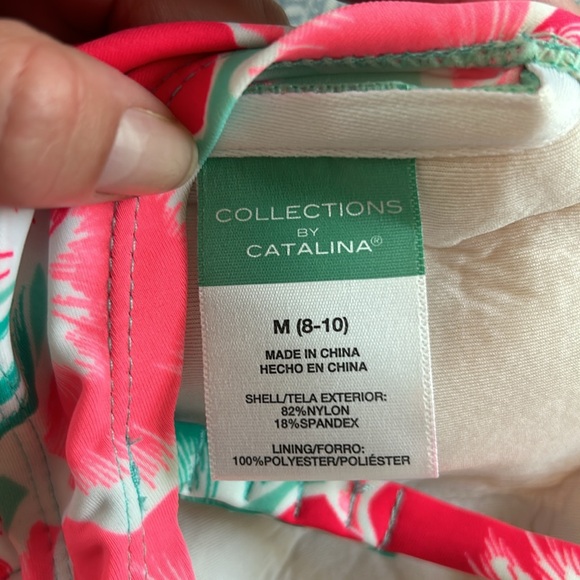 COLLECTIONS
BY
CATALINA®
M (8-10)
MADE IN CHINA
HECHO EN CHINA
SHELL/TELA EXTERIOR:
82%NYLON
18%SPANDEX
LINING/FORRO:
100%POLYESTER/POLIÉSTER